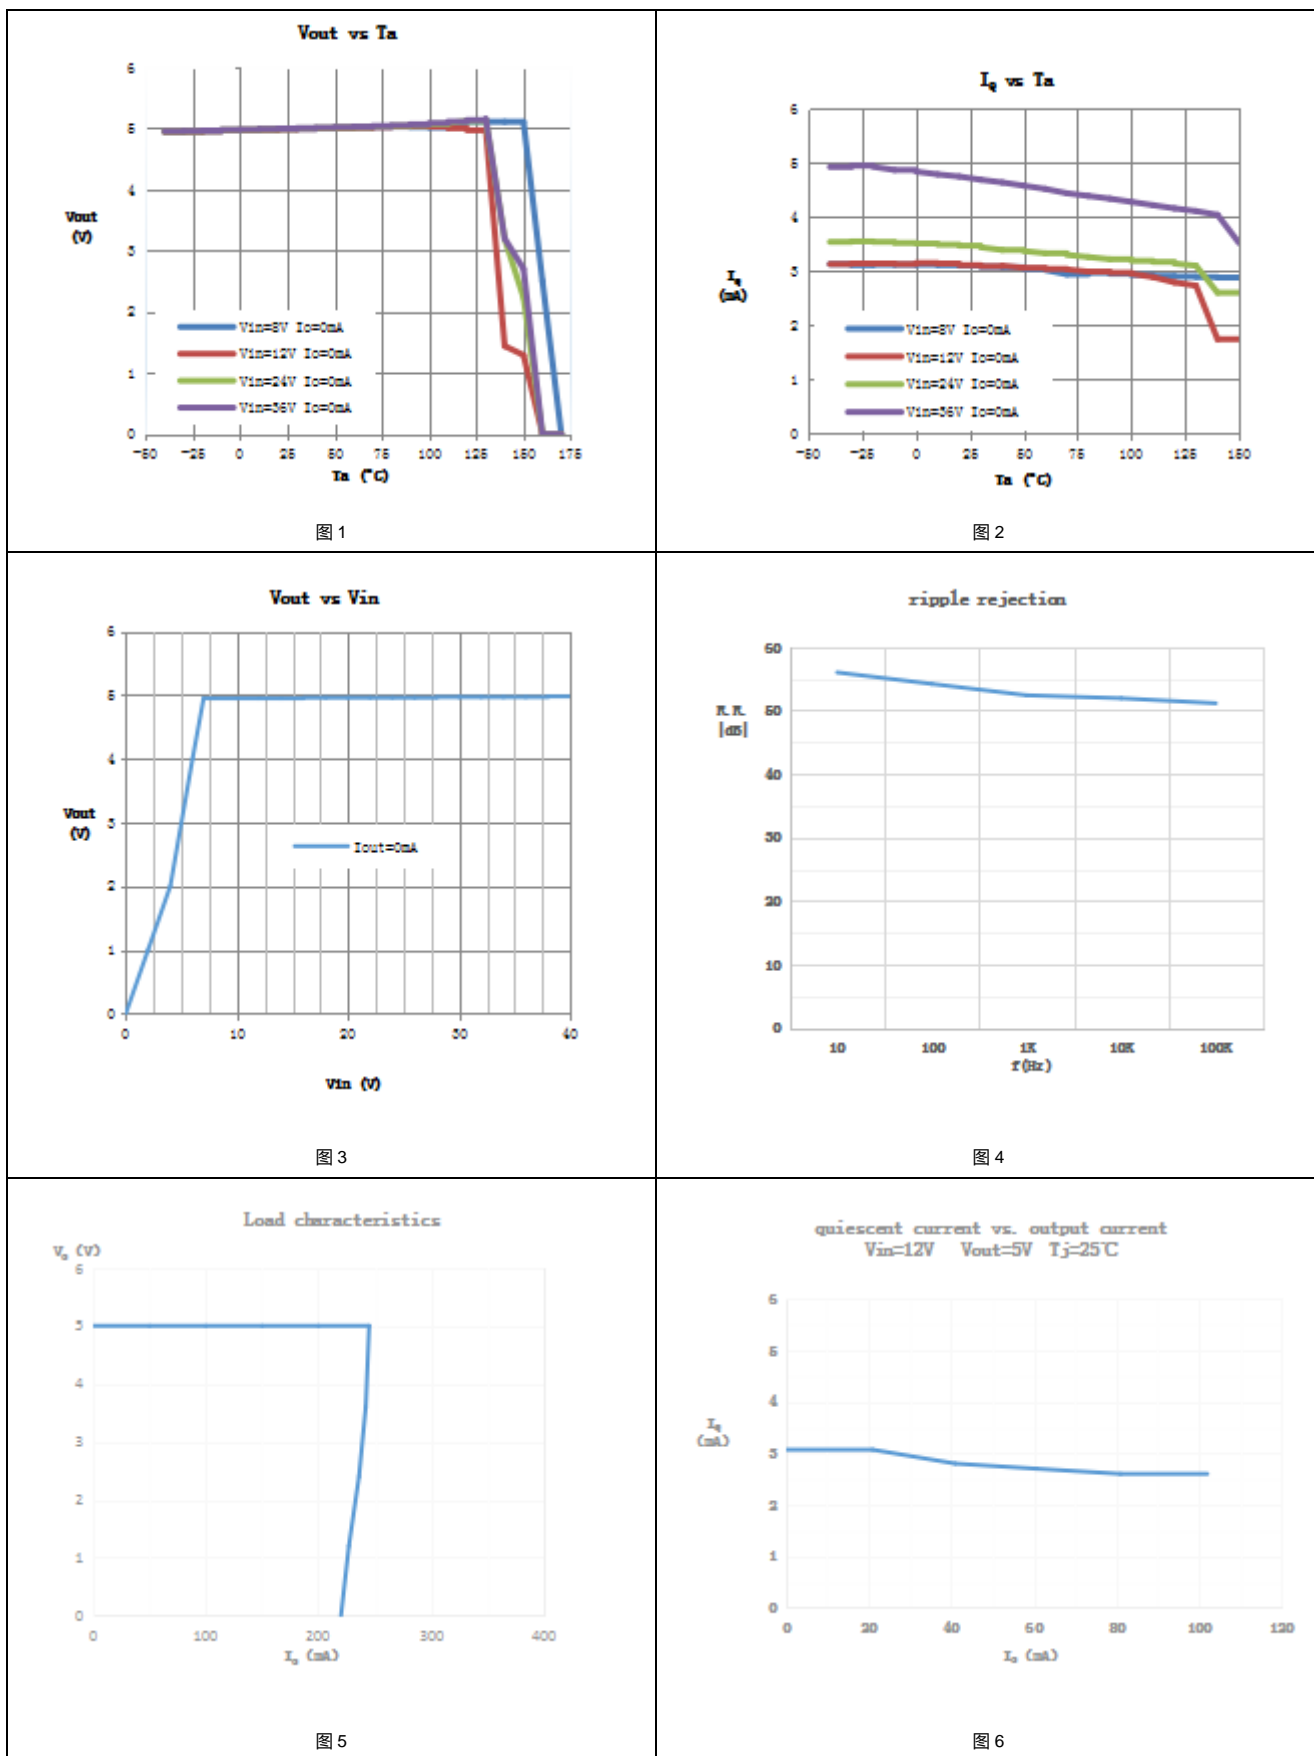 Vout vs Ta
6
5
4
Vout
(V)
3
2
1
0
Vin=8V Io=0mA
Vin=12V Io=0mA
Vin=24V Io=0mA
Vin=36V Io=0mA
-50 -25 0 25 50 75 100 125 150 175
Ta (°C)
图 1
Iq vs Ta
6
5
4
3
Iq
(mA)
2
1
0
Vin=8V Io=0mA
Vin=12V Io=0mA
Vin=24V Io=0mA
Vin=36V Io=0mA
-50 -25 0 25 50 75 100 125 150
Ta (°C)
图 2
Vout vs Vin
6
5
4
Vout
(V)
3
2
1
0
Iout=0mA
0 10 20 30 40
Vin (V)
图 3
ripple rejection
60
R.R.
|dB|
50
40
30
20
10
0
10 100 1K 10K 100K
f(Hz)
图 4
Load characteristics
Vo (V)
6
5
4
3
2
1
0
0 100 200 300 400
Io (mA)
图 5
quiescent current vs. output current
Vin=12V Vout=5V Tj=25℃
6
5
4
Iq
(mA)
3
2
1
0
0 20 40 60 80 100 120
Io (mA)
图 6